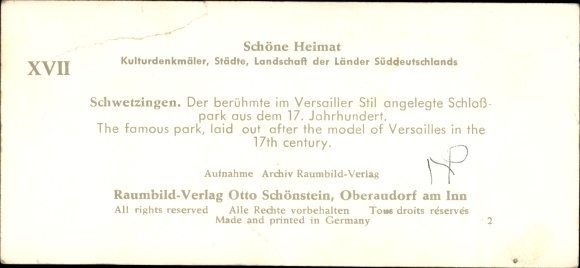 Schöne Heimat
XVII
Kulturdenkmäler, Städte, Landschaft der Länder Süddeutschlands
Schwetzingen. Der berühmte im Versailler Stil angelegte Schloß-
park aus dem 17. Jahrhundert.
The famous park, laid out after the model of Versailles in the
17th century.
Aufnahme Archiv Raumbild-Verlag
Raumbild-Verlag Otto Schönstein, Oberaudorf am Inn
All rights reserved Alle Rechte vorbehalten Tous droits réservés
Made and printed in Germany
2